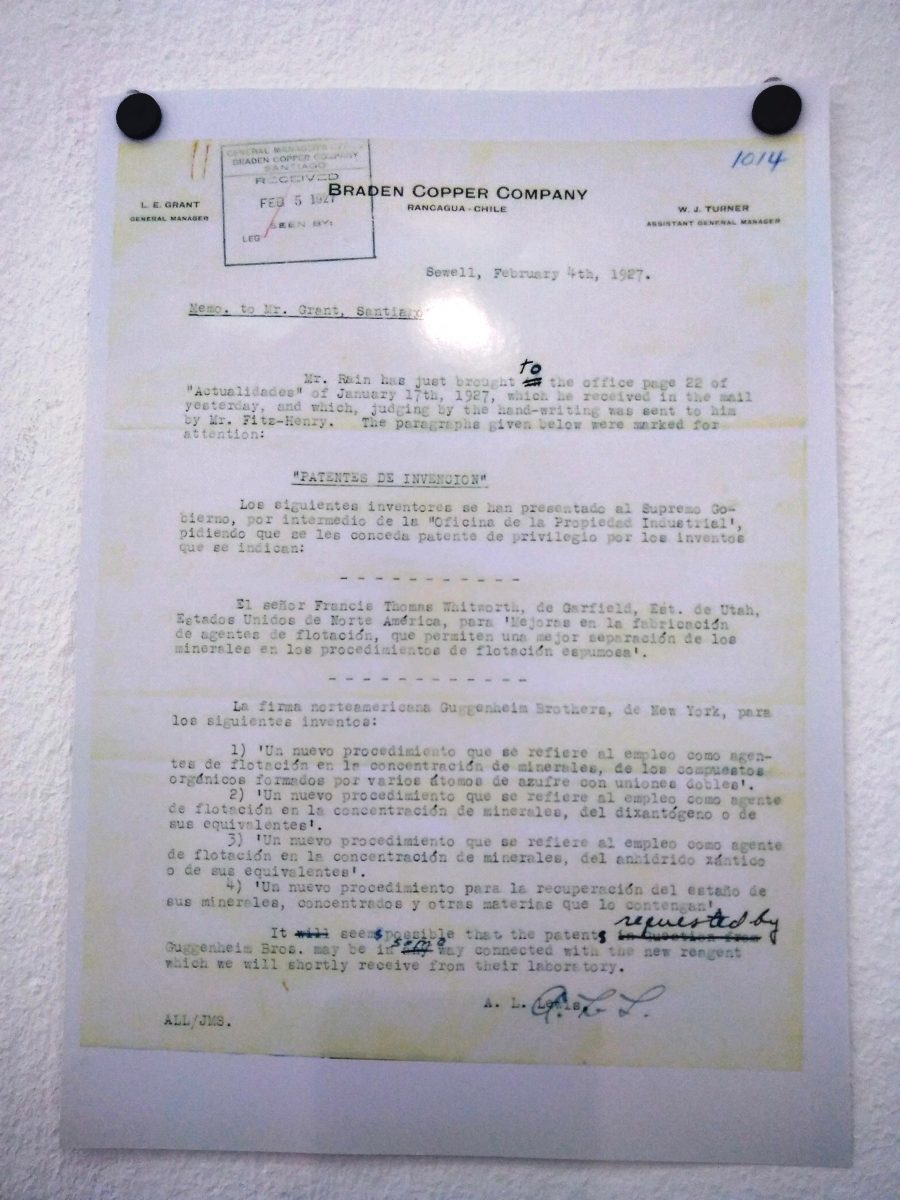 1014
GENERAL MANAGER'S
BRADEN COPPER COMPANY
SANTIAGO
RECEIVED
FEB 5 1927
SEEN BY:
LEG
BRADEN COPPER COMPANY
RANCAGUA - CHILE
L. E. GRANT
GENERAL MANAGER
W. J. TURNER
ASSISTANT GENERAL MANAGER
Sewell, February 4th, 1927.
Memo. to Mr. Grant, Santiago
Mr. Rain has just brought to the office page 22 of
"Actualidades" of January 17th, 1927, which he received in the mail
yesterday, and which, judging by the hand-writing was sent to him
by Mr. Fitz-Henry. The paragraphs given below were marked for
attention:
"PATENTES DE INVENCION"
Los siguientes inventores se han presentado al Supremo Go-
bierno, por intermedio de la "Oficina de la Propiedad Industrial',
pidiendo que se les conceda patente de privilegio por los inventos
que se indican:
- - - - - - - - - - - -
El señor Francis Thomas Whitworth, de Garfield, Est. de Utah,
Estados Unidos de Norte América, para 'Mejoras en la fabricación
de agentes de flotación, que permiten una mejor separación de los
minerales en los procedimientos de flotación espumosa'.
- - - - - - - - - - - - -
La firma norteamericana Guggenheim Brothers, de New York, para
los siguientes inventos:
1) 'Un nuevo procedimiento que se refiere al empleo como agen-
tes de flotación en la concentración de minerales, de los compuestos
orgánicos formados por varios átomos de azufre con uniones dobles'.
2) 'Un nuevo procedimiento que se refiere al empleo como agente
de flotación en la concentración de minerales, del dixantógeno o de
sus equivalentes'.
3) 'Un nuevo procedimiento que se refiere al empleo como agente
de flotación en la concentración de minerales, del anhidrido xántico
o de sus equivalentes'.
4) 'Un nuevo procedimiento para la recuperación del estaño de
sus minerales, concentrados y otras materias que lo contengan'
It will seems possible that the patents in question from requested by
Guggenheim Bros. may be in any some way connected with the new reagent
which we will shortly receive from their laboratory.
A. L. Lewis
A. L. L.
ALL/JMS.